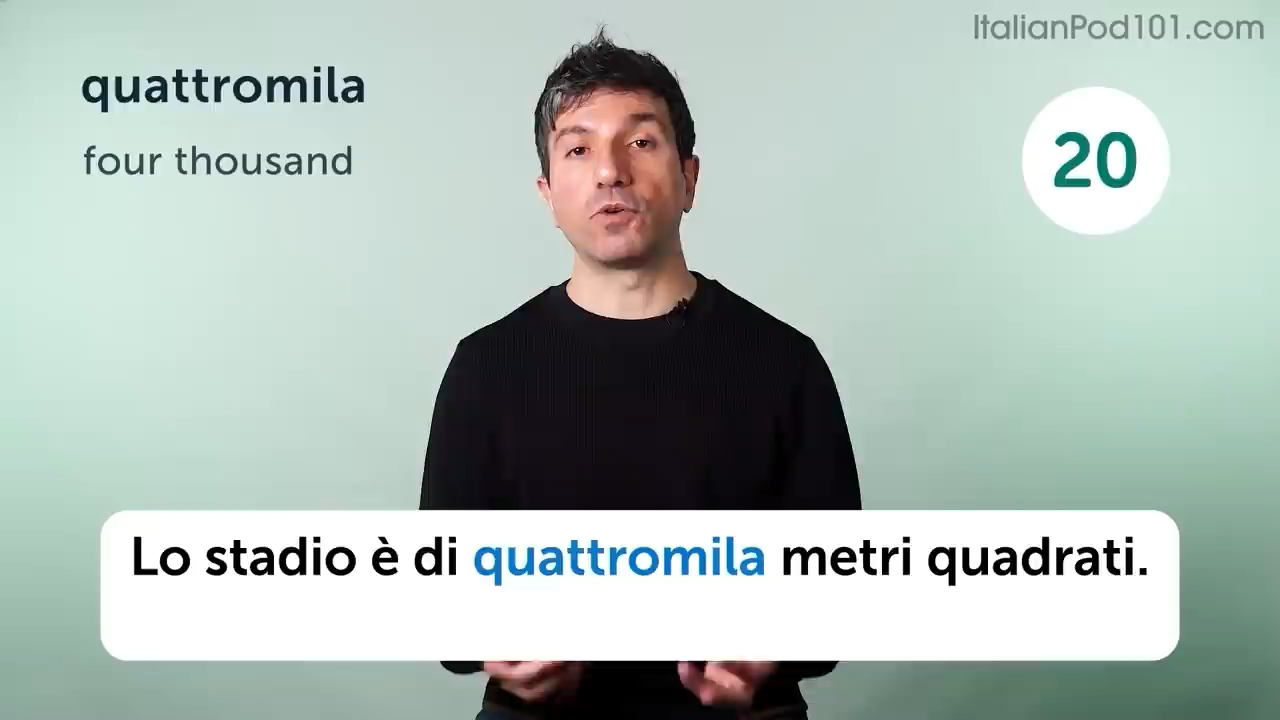 ItalianPod101.com
quattromila
four thousand
20
Lo stadio è di quattromila metri quadrati.